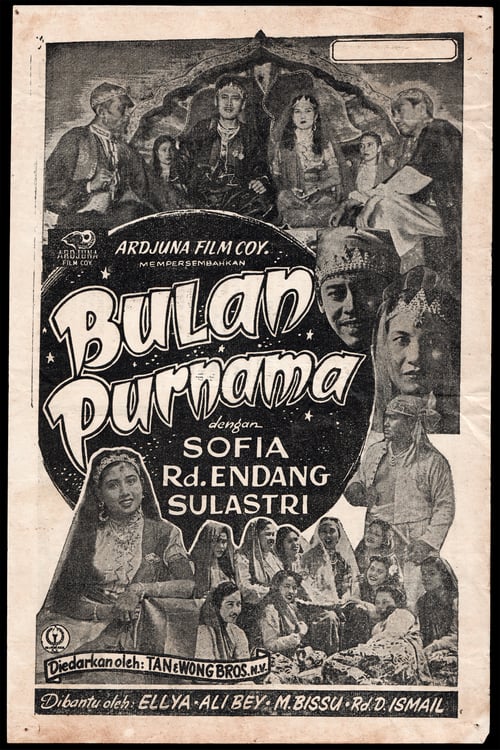 ARDJUNA
FILM COY.
ARDJUNA FILM COY.
MEMPERSEMBAHKAN
BULAN
PURNAMA
dengan
SOFIA
Rd. ENDANG
SULASTRI
Diedarkan oleh: TAN & WONG BROS. N.V.
Dibantu oleh: ELLYA • ALI BEY • M. BISSU • Rd. D. ISMAIL